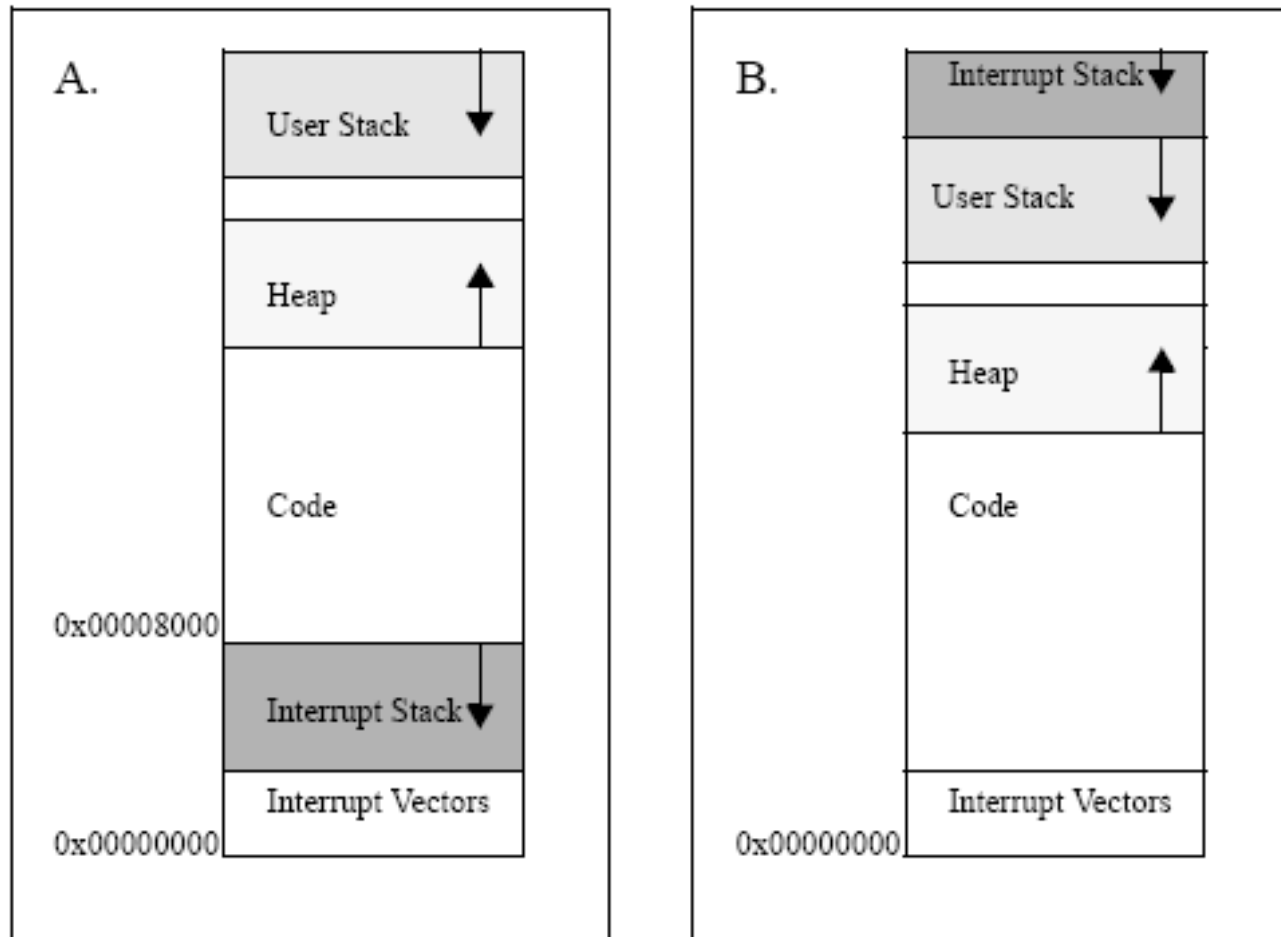 A.
User Stack
Heap
Code
0x00008000
Interrupt Stack
Interrupt Vectors
0x00000000
B.
Interrupt Stack
User Stack
Heap
Code
Interrupt Vectors
0x00000000